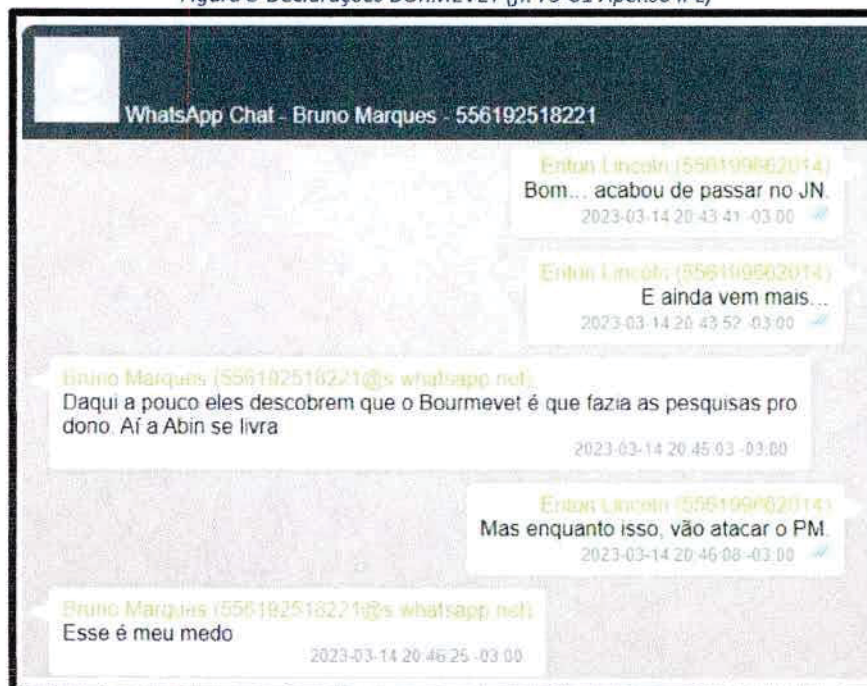 WhatsApp Chat - Bruno Marques - 556192518221
Bom... acabou de passar no JN.
2023-03-14 20:43:41 -03:00
E ainda vem mais...
2023-03-14 20:43:52 -03:00
Bruno Marques (556192518221@s.whatsapp.net)
Daqui a pouco eles descobrem que o Bourmevet é que fazia as pesquisas pro
dono. Aí a Abin se livra
2023-03-14 20:45:03 -03:00
Mas enquanto isso, vão atacar o PM.
2023-03-14 20:46:08 -03:00
Bruno Marques (556192518221@s.whatsapp.net)
Esse é meu medo
2023-03-14 20:46:25 -03:00